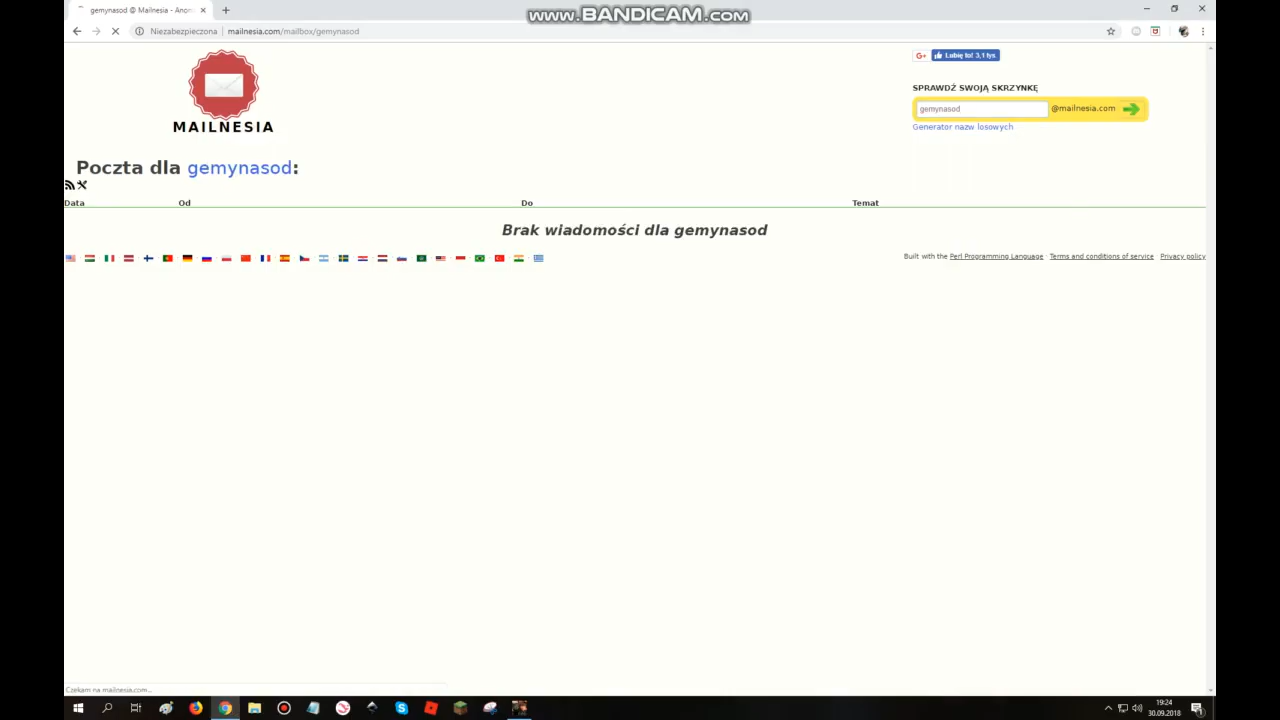 www.BANDICAM.com
gemynasod @ Mailnesia - Anon
Niezabezpieczona mailnesia.com/mailbox/gemynasod
G+ Lubię to! 3,1 tys
MAILNESIA
SPRAWDŹ SWOJĄ SKRZYNKĘ
gemynasod @mailnesia.com
Generator nazw losowych
Poczta dla gemynasod:
Data Od Do Temat
Brak wiadomości dla gemynasod
Built with the Perl Programming Language · Terms and conditions of service · Privacy policy
Czekam na mailnesia.com...
19:24
30.09.2018